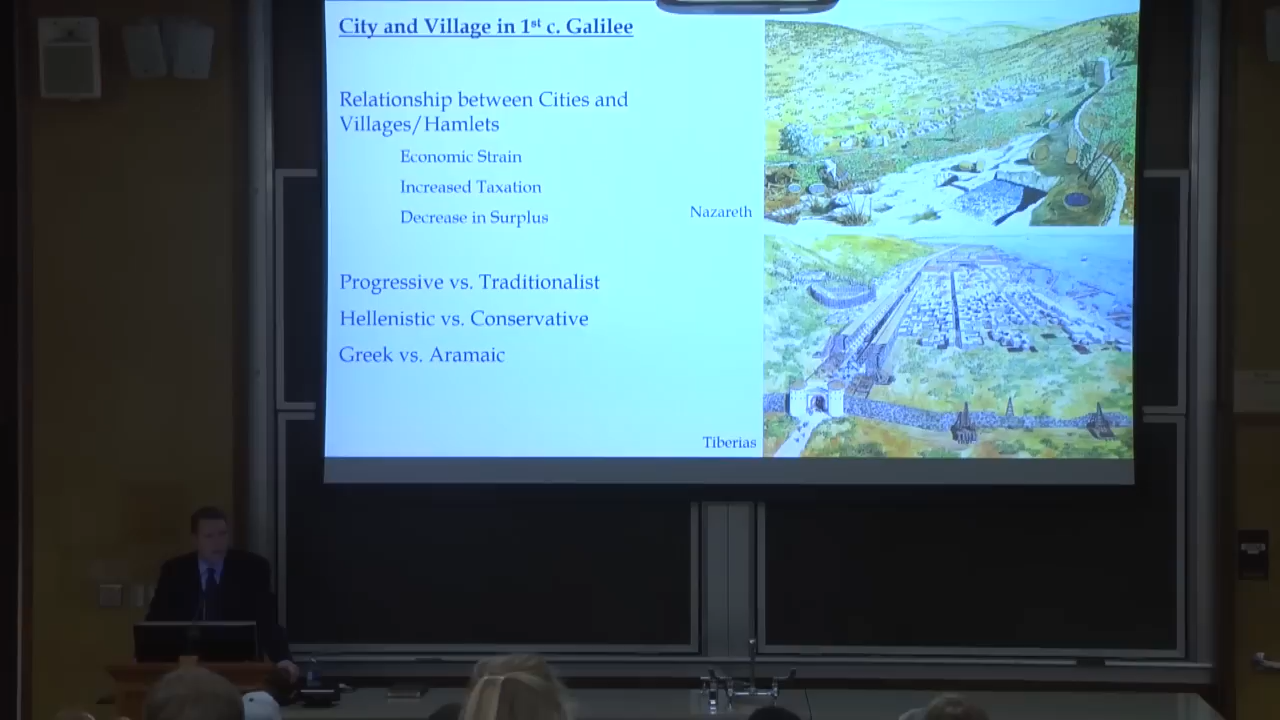 City and Village in 1st c. Galilee
Relationship between Cities and
Villages/Hamlets
Economic Strain
Increased Taxation
Decrease in Surplus
Nazareth
Progressive vs. Traditionalist
Hellenistic vs. Conservative
Greek vs. Aramaic
Tiberias